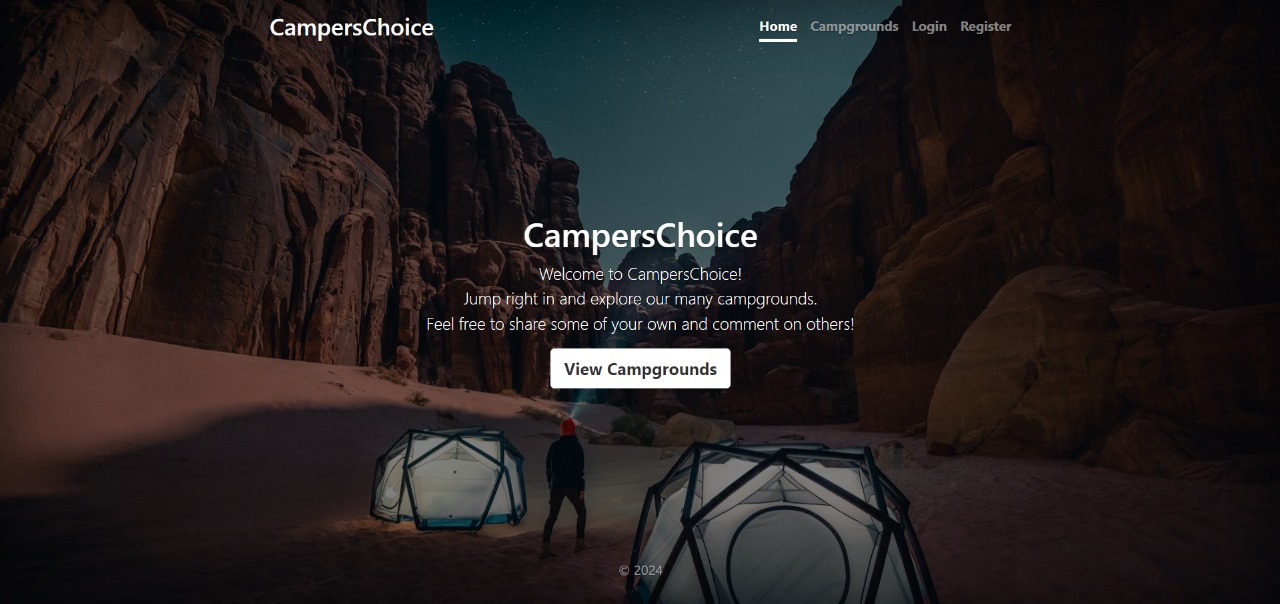 CampersChoice
Home Campgrounds Login Register
CampersChoice
Welcome to CampersChoice!
Jump right in and explore our many campgrounds.
Feel free to share some of your own and comment on others!
View Campgrounds
© 2024